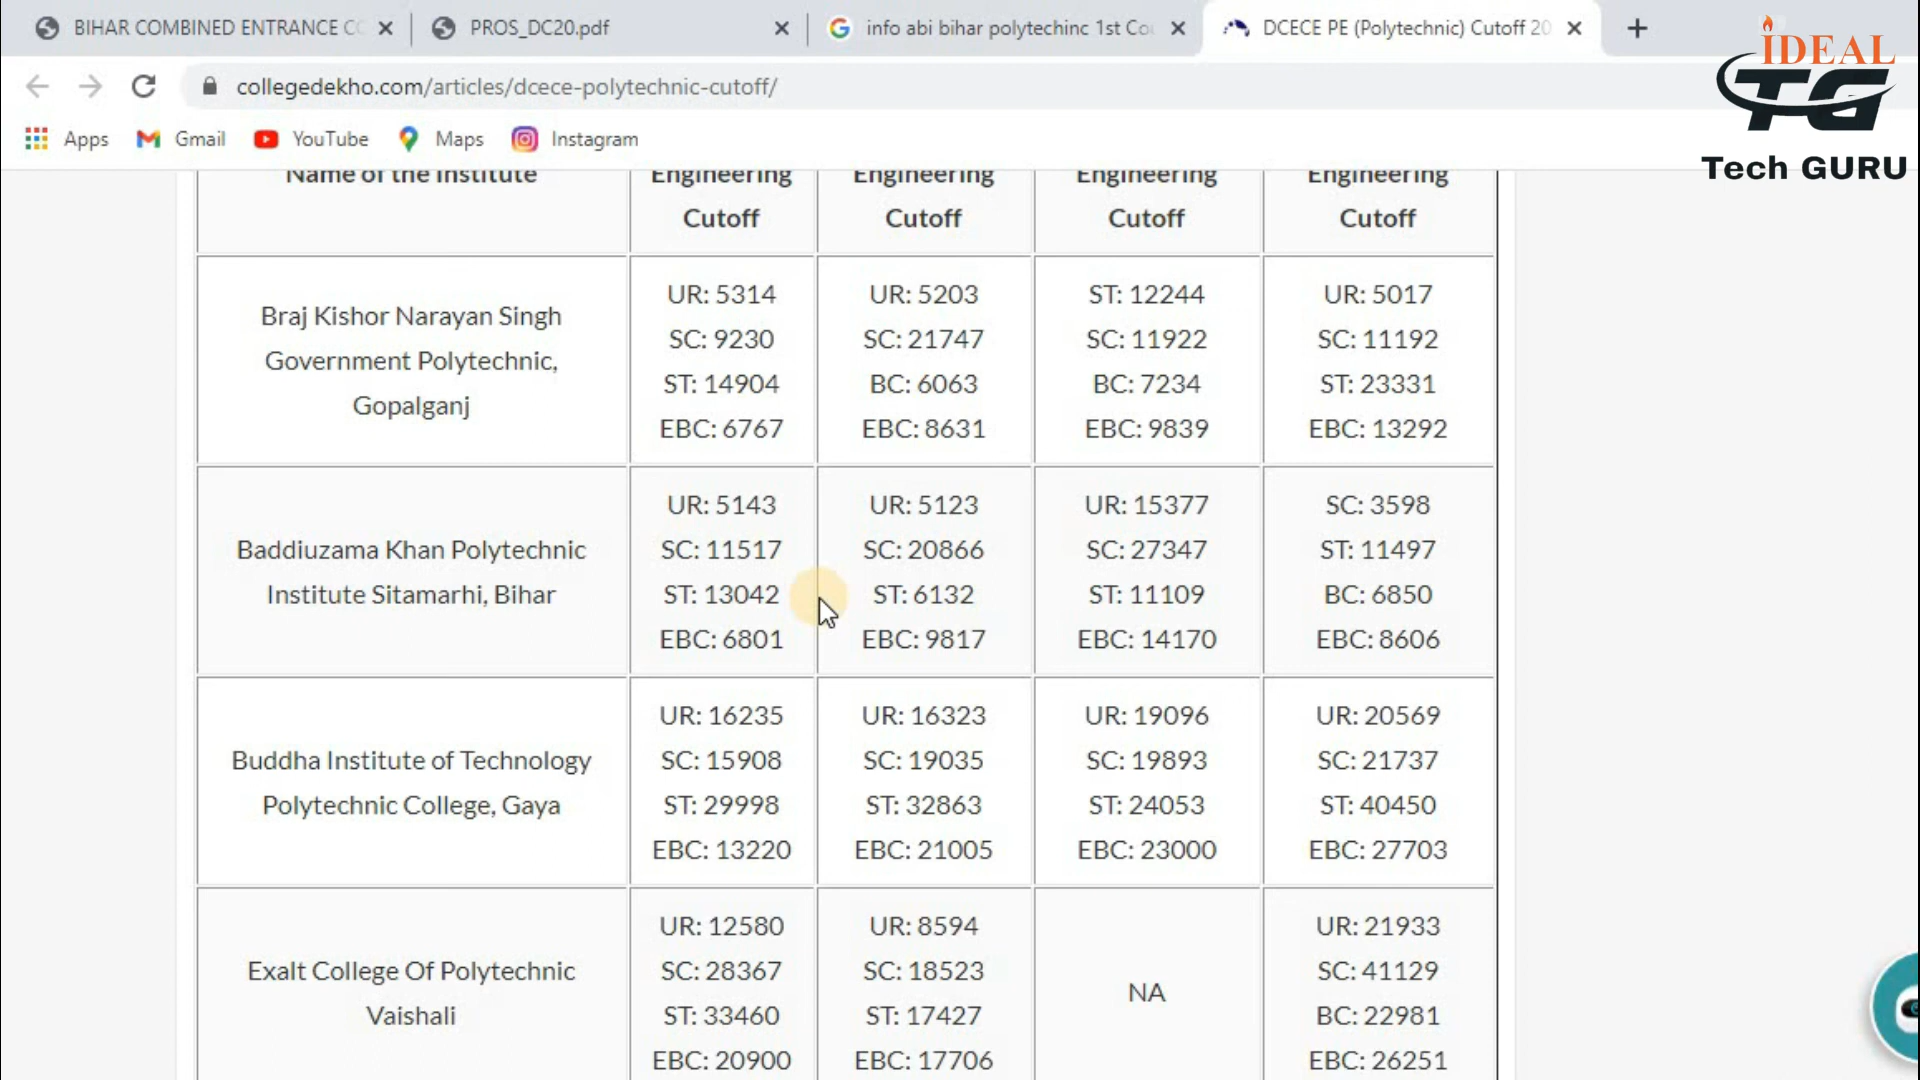 BIHAR COMBINED ENTRANCE CO
PROS_DC20.pdf
info abi bihar polytechinc 1st Cou
DCECE PE (Polytechnic) Cutoff 20
IDEAL
TG
Tech GURU
collegedekho.com/articles/dcece-polytechnic-cutoff/
Apps
Gmail
YouTube
Maps
Instagram
Name of the Institute
Engineering
Cutoff
Engineering
Cutoff
Engineering
Cutoff
Engineering
Cutoff
Braj Kishor Narayan Singh
Government Polytechnic,
Gopalganj
UR: 5314
SC: 9230
ST: 14904
EBC: 6767
UR: 5203
SC: 21747
BC: 6063
EBC: 8631
ST: 12244
SC: 11922
BC: 7234
EBC: 9839
UR: 5017
SC: 11192
ST: 23331
EBC: 13292
Baddiuzama Khan Polytechnic
Institute Sitamarhi, Bihar
UR: 5143
SC: 11517
ST: 13042
EBC: 6801
UR: 5123
SC: 20866
ST: 6132
EBC: 9817
UR: 15377
SC: 27347
ST: 11109
EBC: 14170
SC: 3598
ST: 11497
BC: 6850
EBC: 8606
Buddha Institute of Technology
Polytechnic College, Gaya
UR: 16235
SC: 15908
ST: 29998
EBC: 13220
UR: 16323
SC: 19035
ST: 32863
EBC: 21005
UR: 19096
SC: 19893
ST: 24053
EBC: 23000
UR: 20569
SC: 21737
ST: 40450
EBC: 27703
Exalt College Of Polytechnic
Vaishali
UR: 12580
SC: 28367
ST: 33460
EBC: 20900
UR: 8594
SC: 18523
ST: 17427
EBC: 17706
NA
UR: 21933
SC: 41129
BC: 22981
EBC: 26251